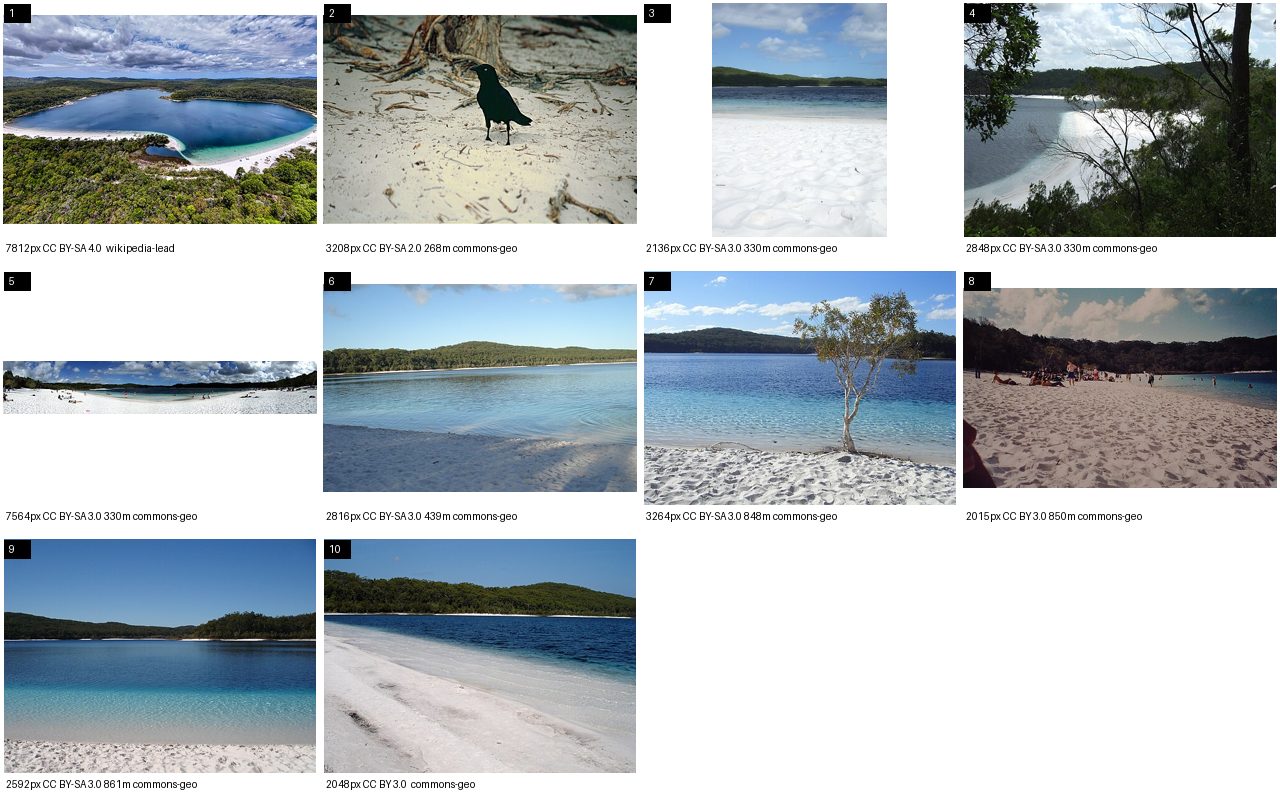 1
2
3
4
7812px CC BY-SA 4.0 wikipedia-lead
3208px CC BY-SA 2.0 268m commons-geo
2136px CC BY-SA 3.0 330m commons-geo
2848px CC BY-SA 3.0 330m commons-geo
5
6
7
8
7564px CC BY-SA 3.0 330m commons-geo
2816px CC BY-SA 3.0 439m commons-geo
3264px CC BY-SA 3.0 848m commons-geo
2015px CC BY 3.0 850m commons-geo
9
10
2592px CC BY-SA 3.0 861m commons-geo
2048px CC BY 3.0 commons-geo